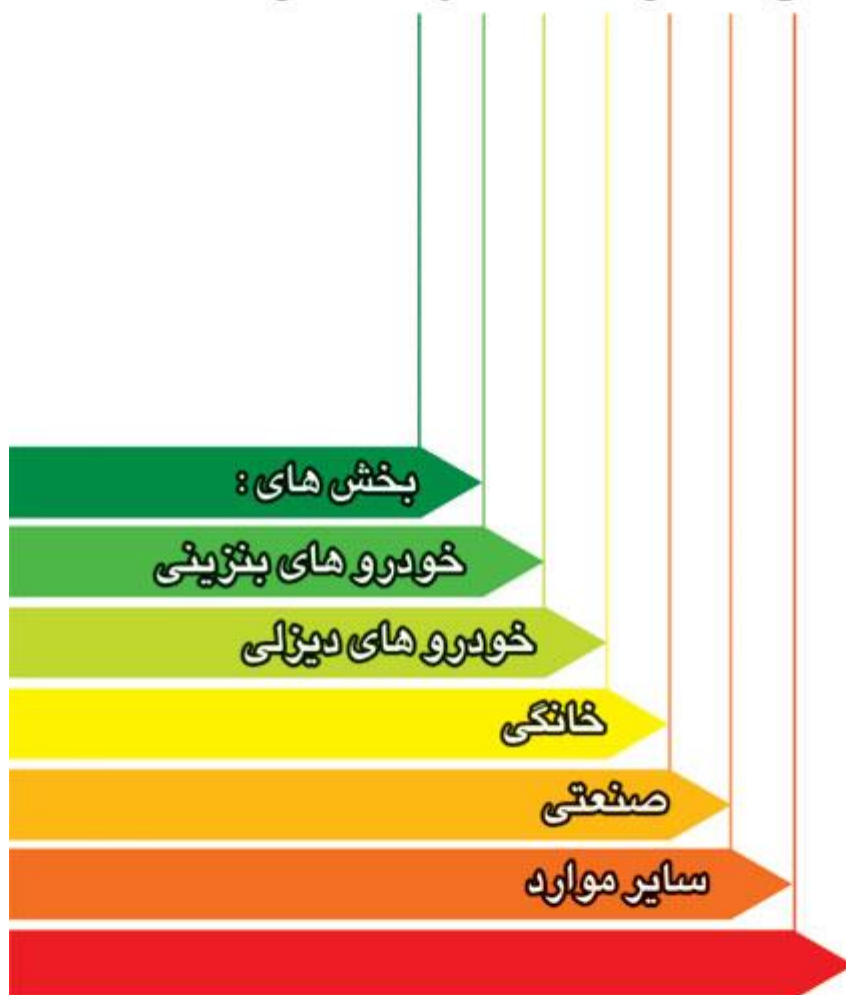 بخش های :
خودرو های بنزینی
خودرو های دیزلی
خانگی
صنعتی
سایر موارد